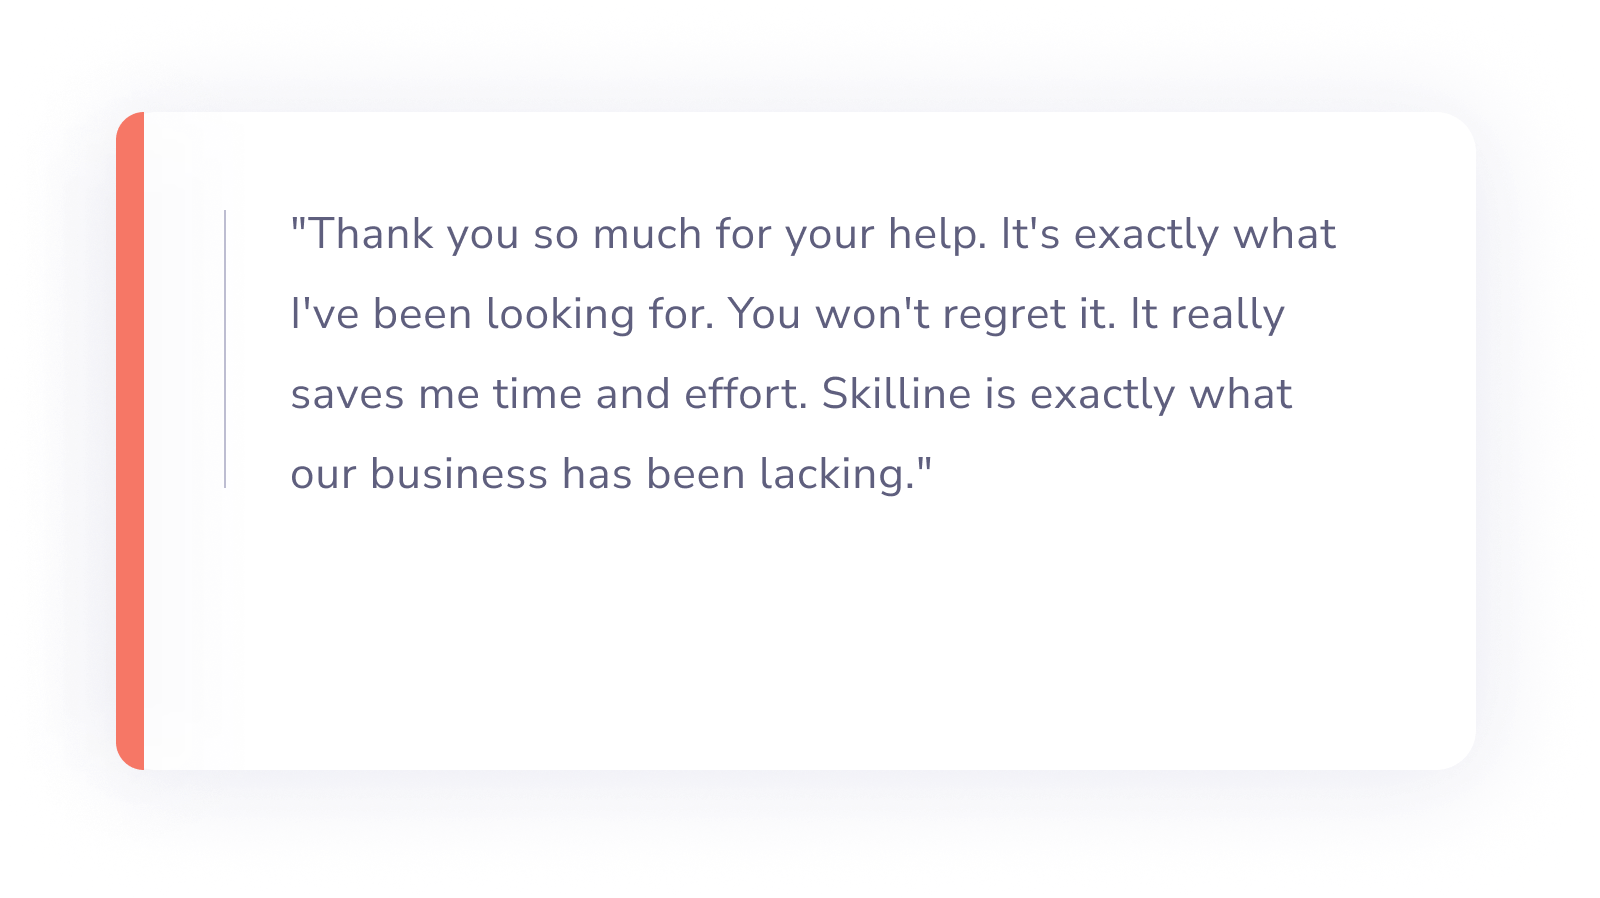 "Thank you so much for your help. It's exactly what
I've been looking for. You won't regret it. It really
saves me time and effort. Skilline is exactly what
our business has been lacking."